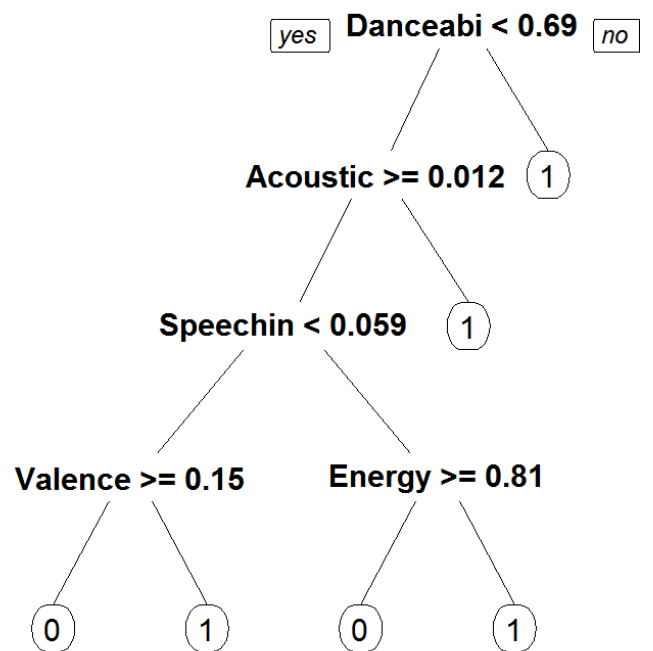 yes Danceabi < 0.69 no
Acoustic >= 0.012 1
Speechin < 0.059 1
Valence >= 0.15 Energy >= 0.81
0 1 0 1